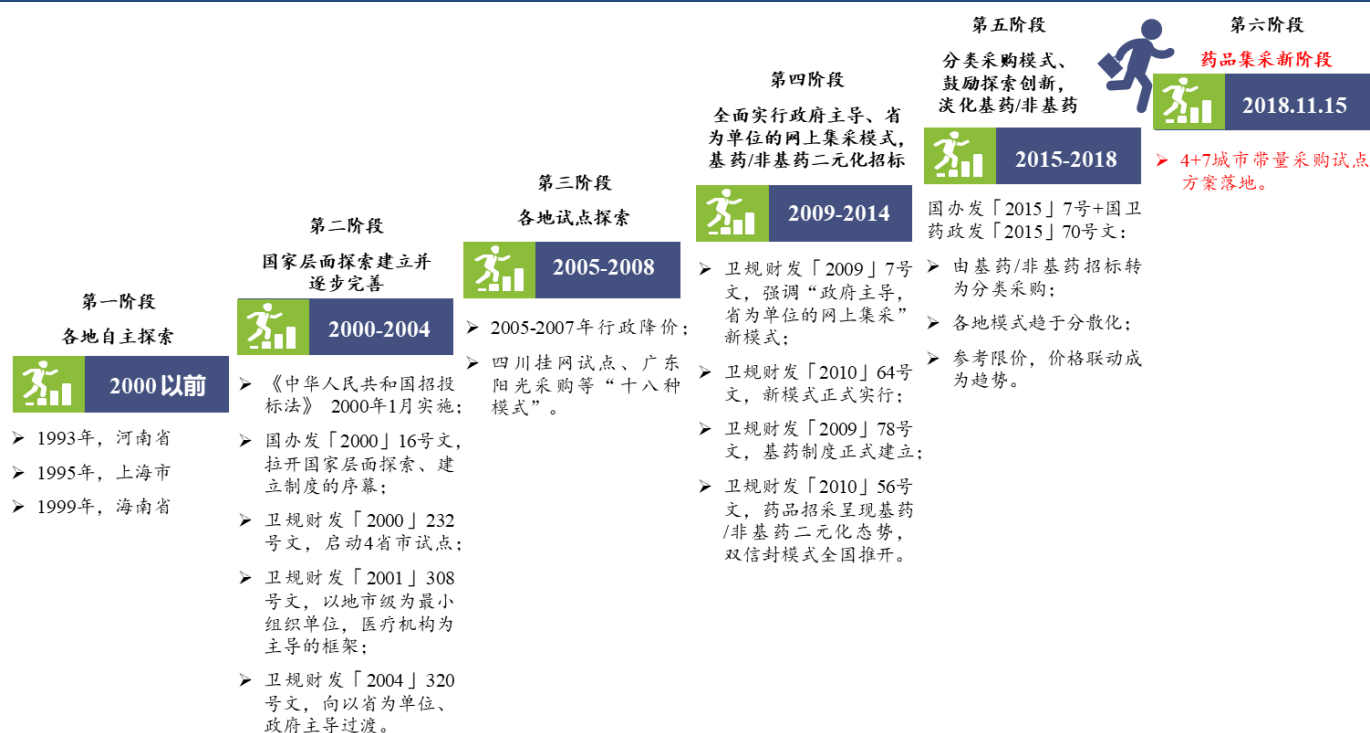 第一阶段
各地自主探索
2000以前
➢ 1993年，河南省
➢ 1995年，上海市
➢ 1999年，海南省
第二阶段
国家层面探索建立并
逐步完善
2000-2004
➢ 《中华人民共和国招投
标法》 2000年1月实施；
➢ 国办发「2000」16号文，
拉开国家层面探索、建
立制度的序幕；
➢ 卫规财发「2000」232
号文，启动4省市试点；
➢ 卫规财发「2001」308
号文，以地市级为最小
组织单位，医疗机构为
主导的框架；
➢ 卫规财发「2004」320
号文，向以省为单位、
政府主导过渡。
第三阶段
各地试点探索
2005-2008
➢ 2005-2007年行政降价；
➢ 四川挂网试点、广东
阳光采购等“十八种
模式”。
第四阶段
全面实行政府主导、省
为单位的网上集采模式，
基药/非基药二元化招标
2009-2014
➢ 卫规财发「2009」7号
文，强调“政府主导，
省为单位的网上集采”
新模式；
➢ 卫规财发「2010」64号
文，新模式正式实行；
➢ 卫规财发「2009」78号
文，基药制度正式建立；
➢ 卫规财发「2010」56号
文，药品招采呈现基药
/非基药二元化态势，
双信封模式全国推开。
第五阶段
分类采购模式、
鼓励探索创新，
淡化基药/非基药
2015-2018
国办发「2015」7号+国卫
药政发「2015」70号文：
➢ 由基药/非基药招标转
为分类采购；
➢ 各地模式趋于分散化；
➢ 参考限价，价格联动成
为趋势。
第六阶段
药品集采新阶段
2018.11.15
➢ 4+7城市带量采购试点
方案落地。